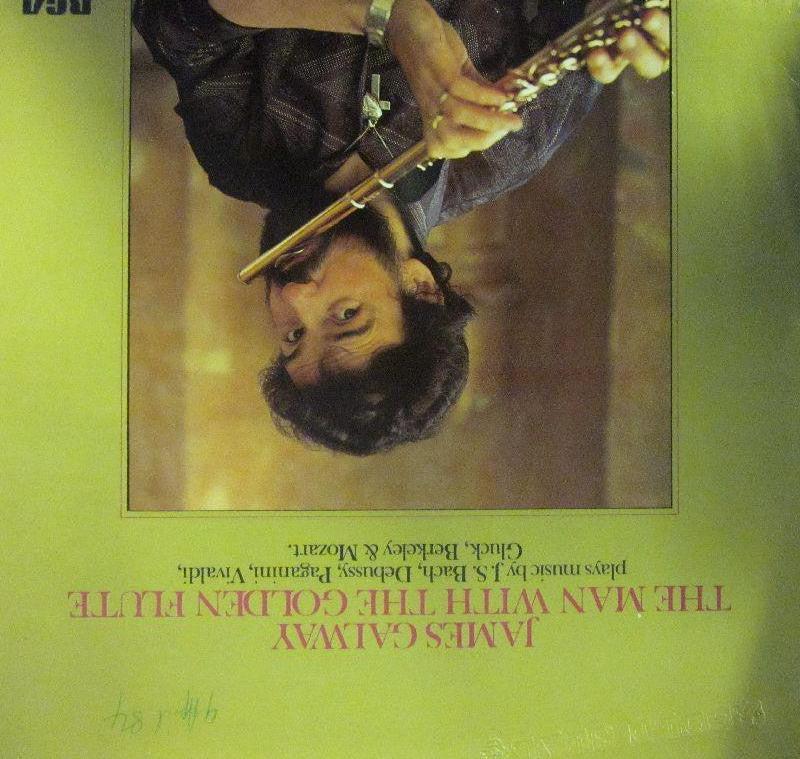 JAMES GALWAY
THE MAN WITH THE GOLDEN FLUTE
plays music by J.S. Bach, Debussy, Paganini, Vivaldi,
Gluck, Berkeley & Mozart.
RCA